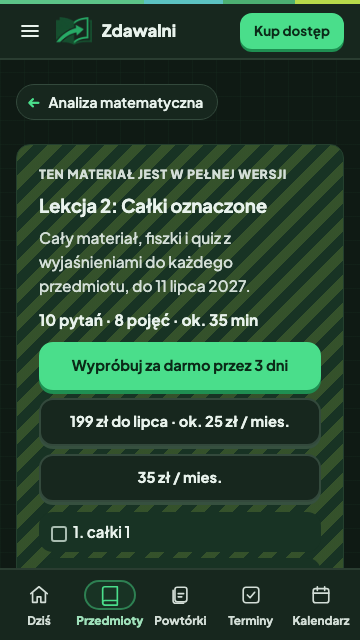 Zdawalni
Kup dostęp
← Analiza matematyczna
TEN MATERIAŁ JEST W PEŁNEJ WERSJI
Lekcja 2: Całki oznaczone
Cały materiał, fiszki i quiz z
wyjaśnieniami do każdego
przedmiotu, do 11 lipca 2027.
10 pytań · 8 pojęć · ok. 35 min
Wypróbuj za darmo przez 3 dni
199 zł do lipca · ok. 25 zł / mies.
35 zł / mies.
1. całki 1
Dziś Przedmioty Powtórki Terminy Kalendarz